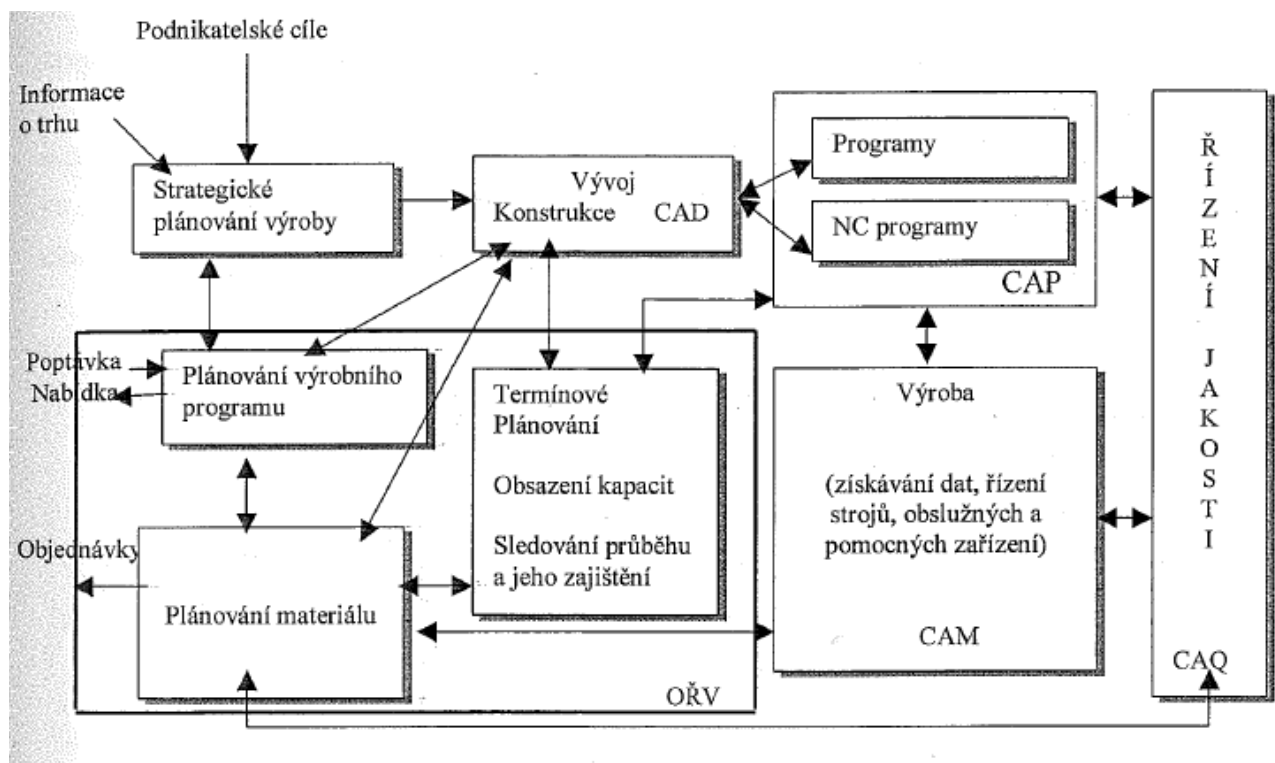 Podnikatelské cíle
Informace
o trhu
Strategické
plánování výroby
Vývoj
Konstrukce CAD
Programy
NC programy
CAP
ŘÍZENÍ JAKOSTI
CAQ
Poptávka
Nabídka
Plánování výrobního
programu
Termínové
Plánování
Obsazení kapacit
Sledování průběhu
a jeho zajištění
Výroba
(získávání dat, řízení
strojů, obslužných a
pomocných zařízení)
CAM
Objednávky
Plánování materiálu
OŘV